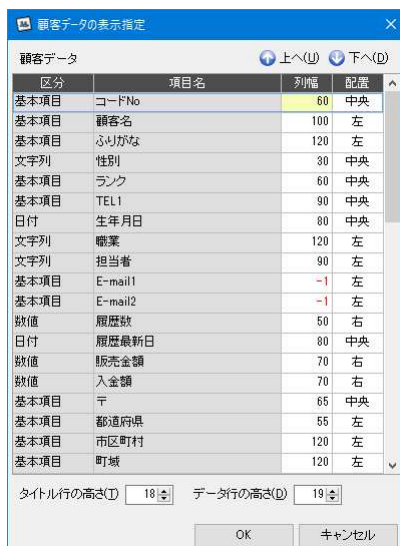 顧客データの表示指定
顧客データ 上へ(U) 下へ(D)
区分 項目名 列幅 配置
基本項目 コードNo 60 中央
基本項目 顧客名 100 左
基本項目 ふりがな 120 左
文字列 性別 30 中央
基本項目 ランク 60 中央
基本項目 TEL1 90 中央
日付 生年月日 80 中央
文字列 職業 120 左
文字列 担当者 90 左
基本項目 E-mail1 -1 左
基本項目 E-mail2 -1 左
数値 履歴数 50 右
日付 履歴最新日 80 中央
数値 販売金額 70 右
数値 入金額 70 右
基本項目 〒 65 中央
基本項目 都道府県 55 左
基本項目 市区町村 120 左
基本項目 町域 120 左
タイトル行の高さ(T) 18 データ行の高さ(D) 19
OK キャンセル